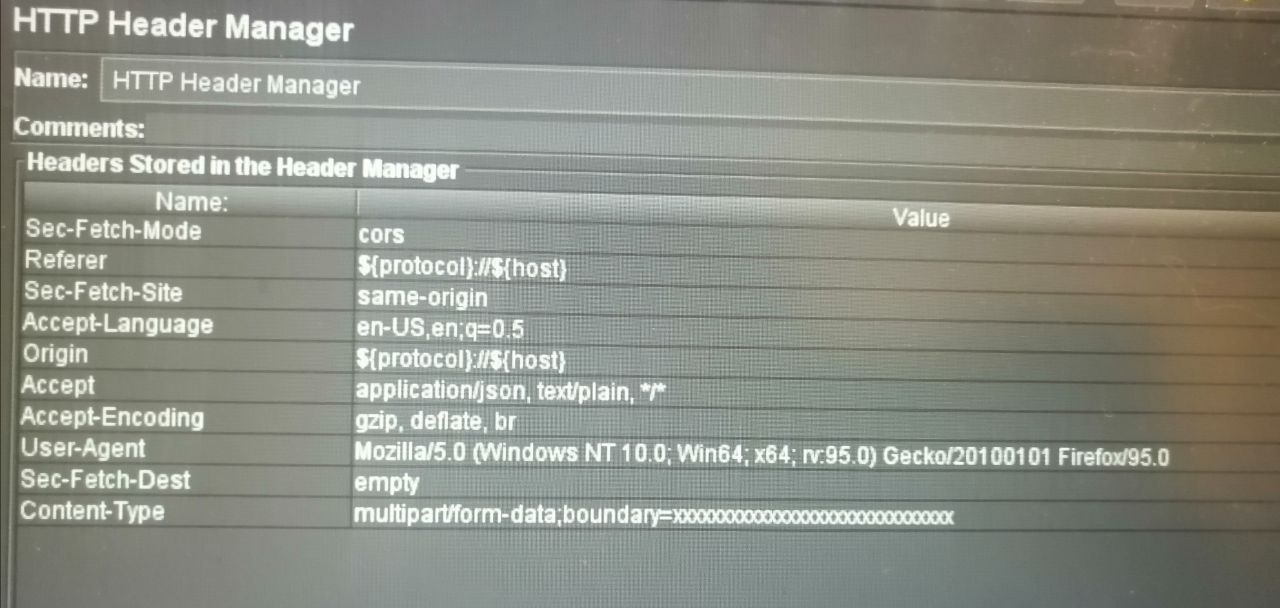 HTTP Header Manager
Name: HTTP Header Manager
Comments:
Headers Stored in the Header Manager
Name: Value
Sec-Fetch-Mode cors
Referer ${protocol}://${host}
Sec-Fetch-Site same-origin
Accept-Language en-US,en;q=0.5
Origin ${protocol}://${host}
Accept application/json, text/plain, */*
Accept-Encoding gzip, deflate, br
User-Agent Mozilla/5.0 (Windows NT 10.0; Win64; x64; rv:95.0) Gecko/20100101 Firefox/95.0
Sec-Fetch-Dest empty
Content-Type multipart/form-data;boundary=xxxxxxxxxxxxxxxxxxxxxxxxxxxxx